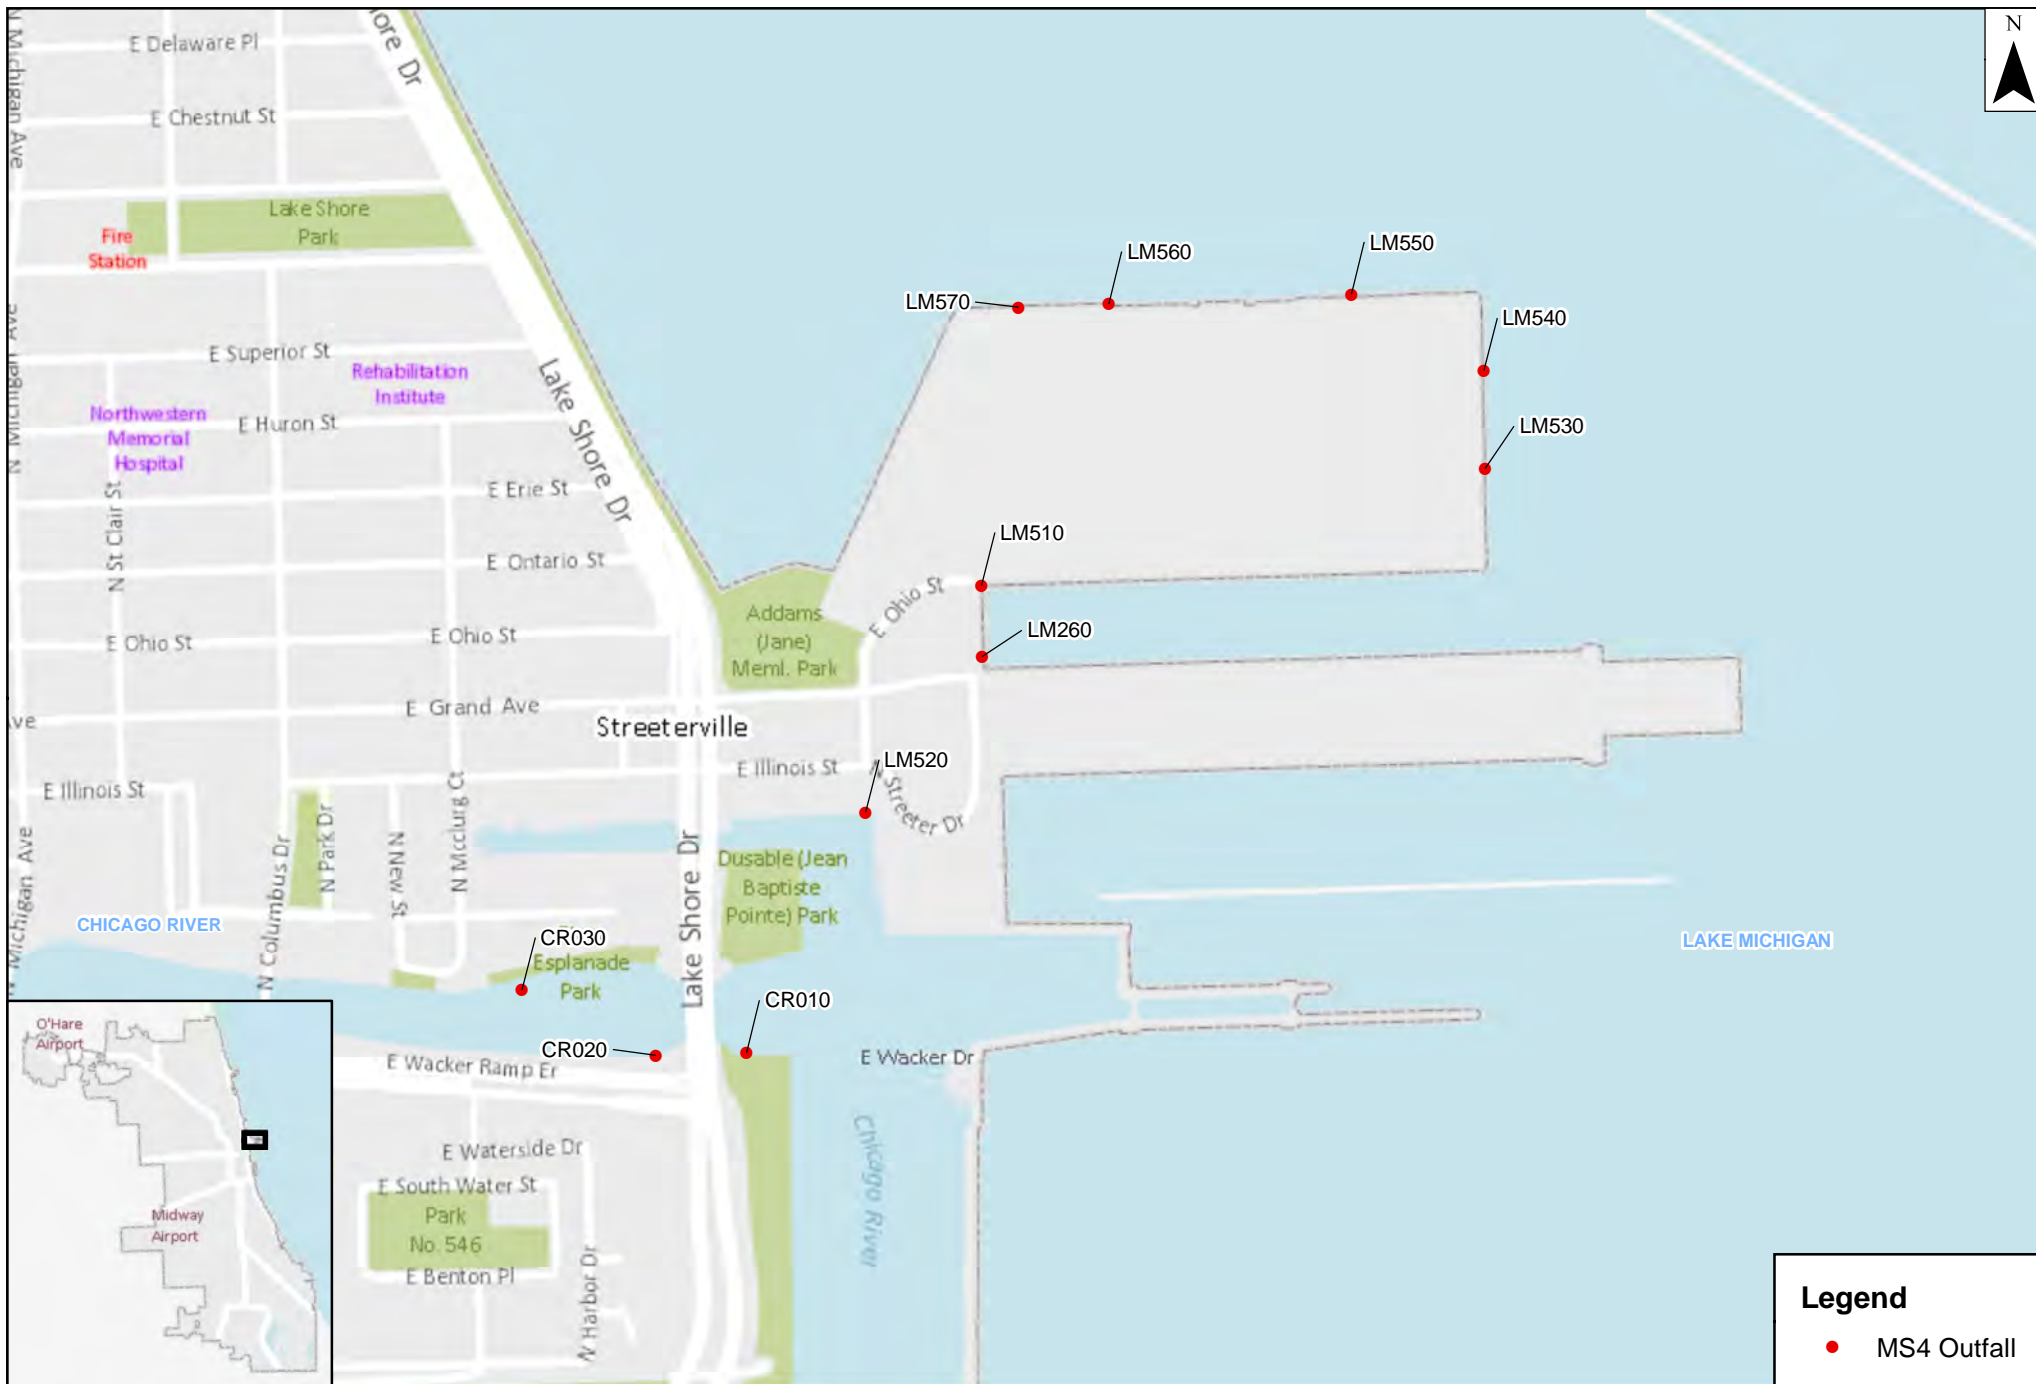 N
E Delaware Pl
N Michigan Ave
ore Dr
E Chestnut St
Lake Shore
Park
Fire
Station
LM550
LM560
LM570
LM540
N Michigan Ave
E Superior St
Rehabilitation
Institute
Lake Shore Dr
Northwestern
Memorial
Hospital
E Huron St
LM530
E Erie St
N St Clair St
LM510
E Ontario St
Addams
(Jane)
Meml. Park
E Ohio St
E Ohio St
E Ohio St
LM260
E Grand Ave
ve
Streeterville
LM520
E Illinois St
N Streeter Dr
E Illinois St
N Michigan Ave
N Columbus Dr
N Park Dr
N New St
N Mcclurg Ct
Lake Shore Dr
Dusable (Jean
Baptiste
Pointe) Park
CHICAGO RIVER
CR030
Esplanade
Park
LAKE MICHIGAN
CR010
CR020
E Wacker Ramp Er
E Wacker Dr
O'Hare
Airport
Midway
Airport
E Waterside Dr
E South Water St
Park
No. 546
E Benton Pl
N Harbor Dr
Chicago River
Legend
MS4 Outfall